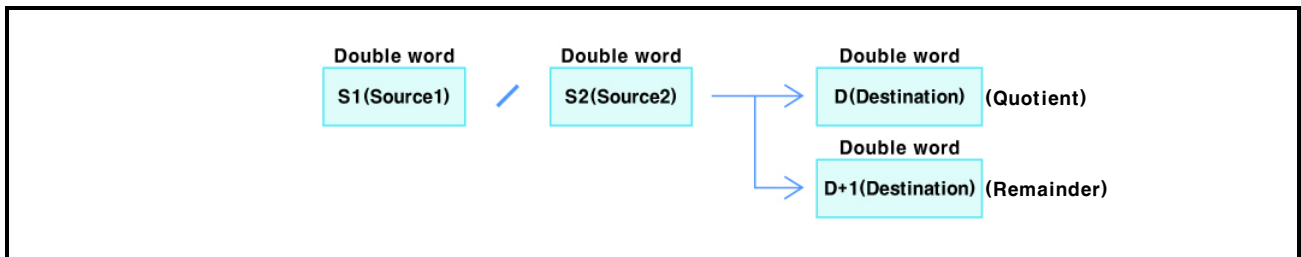 Double word Double word Double word
S1(Source1) / S2(Source2) D(Destination) (Quotient)
Double word
D+1(Destination) (Remainder)